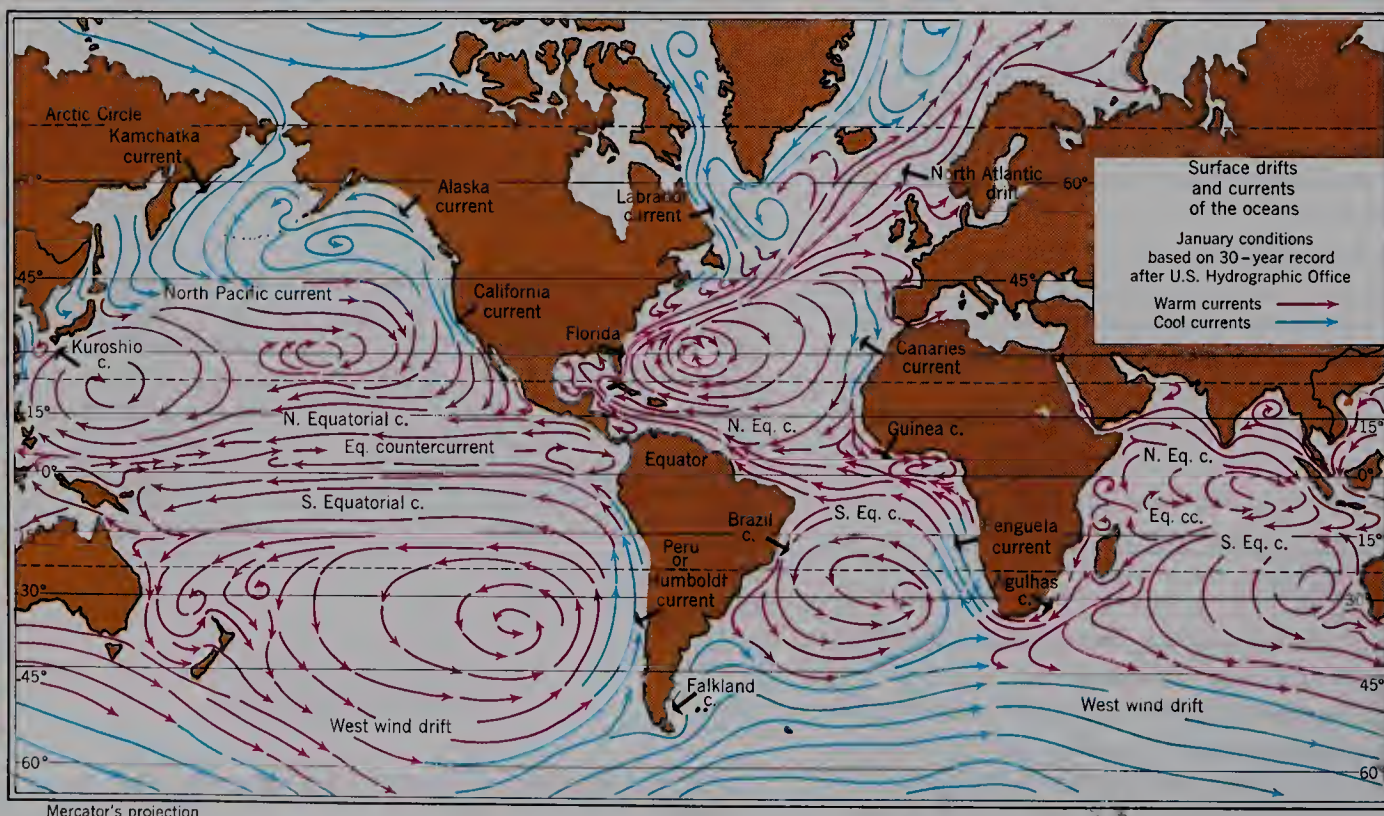 Arctic Circle
Kamchatka
current
Alaska
current
Labrador
current
North Atlantic
drift
60°
Surface drifts
and currents
of the oceans
January conditions
based on 30-year record
after U.S. Hydrographic Office
Warm currents
Cool currents
45°
North Pacific current
California
current
45°
Kuroshio
c.
Florida
Canaries
current
15°
N. Equatorial c.
N. Eq. c.
Guinea c.
15°
Eq. countercurrent
Equator
N. Eq. c.
0°
0°
S. Equatorial c.
Brazil
c.
S. Eq. c.
Eq. cc.
S. Eq. c.
15°
Peru
or
Humboldt
current
enguela
current
30°
gulhas
c.
30°
45°
Falkland
c.
45°
West wind drift
West wind drift
60°
60°
Mercator's projection